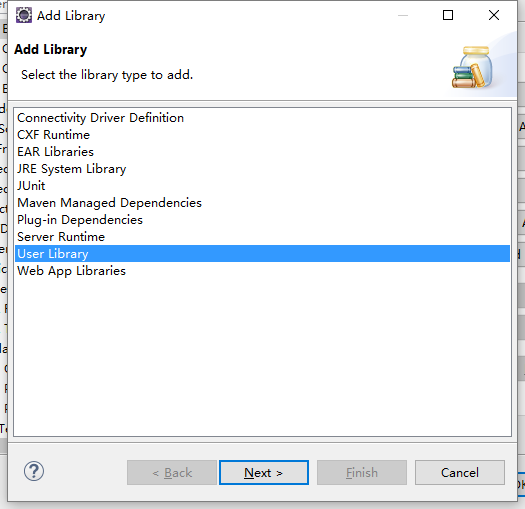 Add Library
Add Library
Select the library type to add.
Connectivity Driver Definition
CXF Runtime
EAR Libraries
JRE System Library
JUnit
Maven Managed Dependencies
Plug-in Dependencies
Server Runtime
User Library
Web App Libraries
< Back
Next >
Finish
Cancel